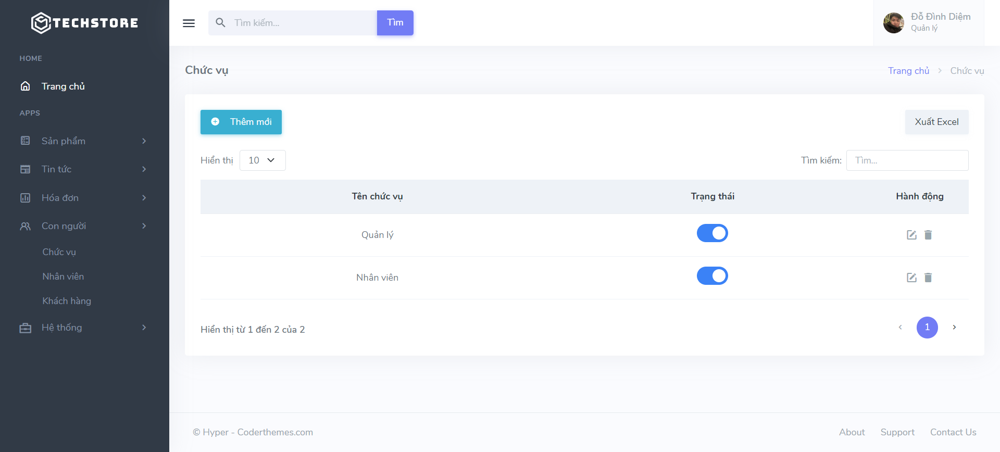 TECHSTORE
HOME
Trang chủ
APPS
Sản phẩm
Tin tức
Hóa đơn
Con người
Chức vụ
Nhân viên
Khách hàng
Hệ thống
Tìm kiếm...
Tìm
Đỗ Đình Diệm
Quản lý
Chức vụ
Trang chủ
Chức vụ
Thêm mới
Xuất Excel
Hiển thị 10
Tìm kiếm: Tìm...
Tên chức vụ Trạng thái Hành động
Quản lý
Nhân viên
Hiển thị từ 1 đến 2 của 2
1
© Hyper - Coderthemes.com
About Support Contact Us